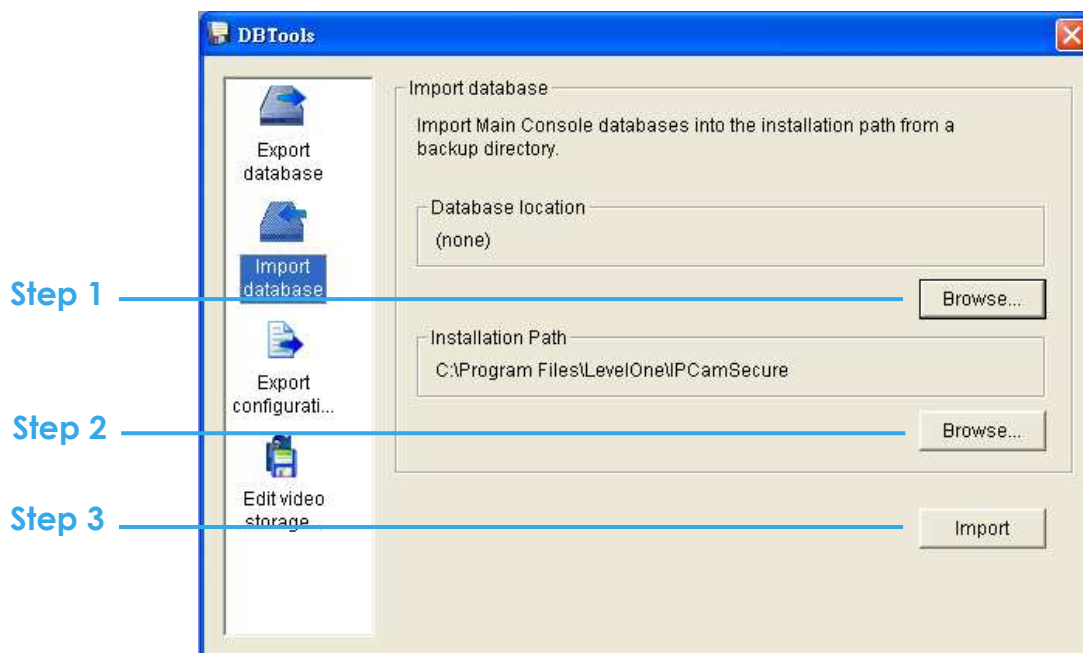 DBTools
Export
database
Import
database
Export
configurati...
Edit video
storage...
Import database
Import Main Console databases into the installation path from a
backup directory.
Database location
(none)
Step 1
Browse...
Installation Path
C:\Program Files\LevelOne\IPCamSecure
Step 2
Browse...
Step 3
Import